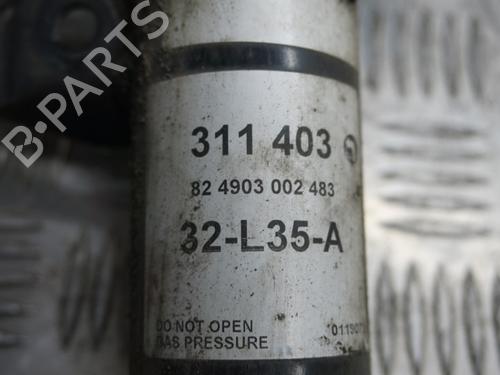 311 403
82 4903 002 483
32-L35-A
DO NOT OPEN
GAS PRESSURE
B-PARTS